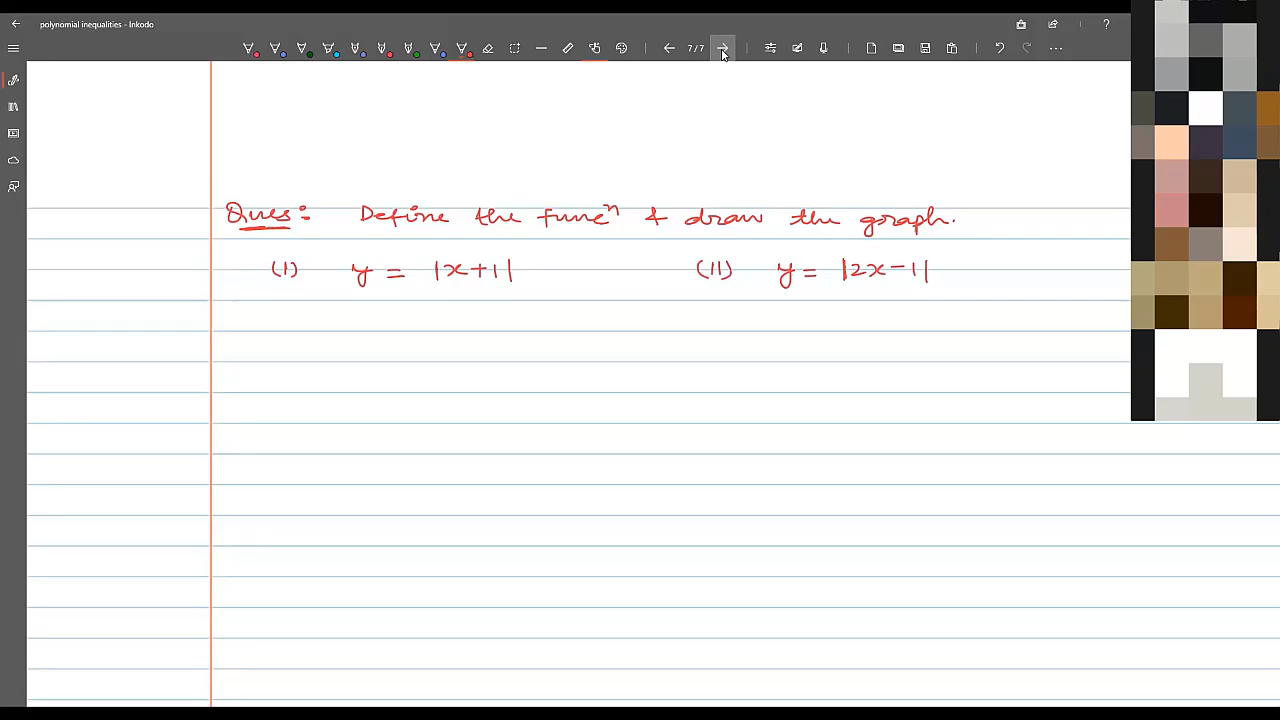 polynomial inequalities - Inkodo
7/7
Ques: Define the funcⁿ & draw the graph.
(I) y = |x+1| (II) y = |2x-1|